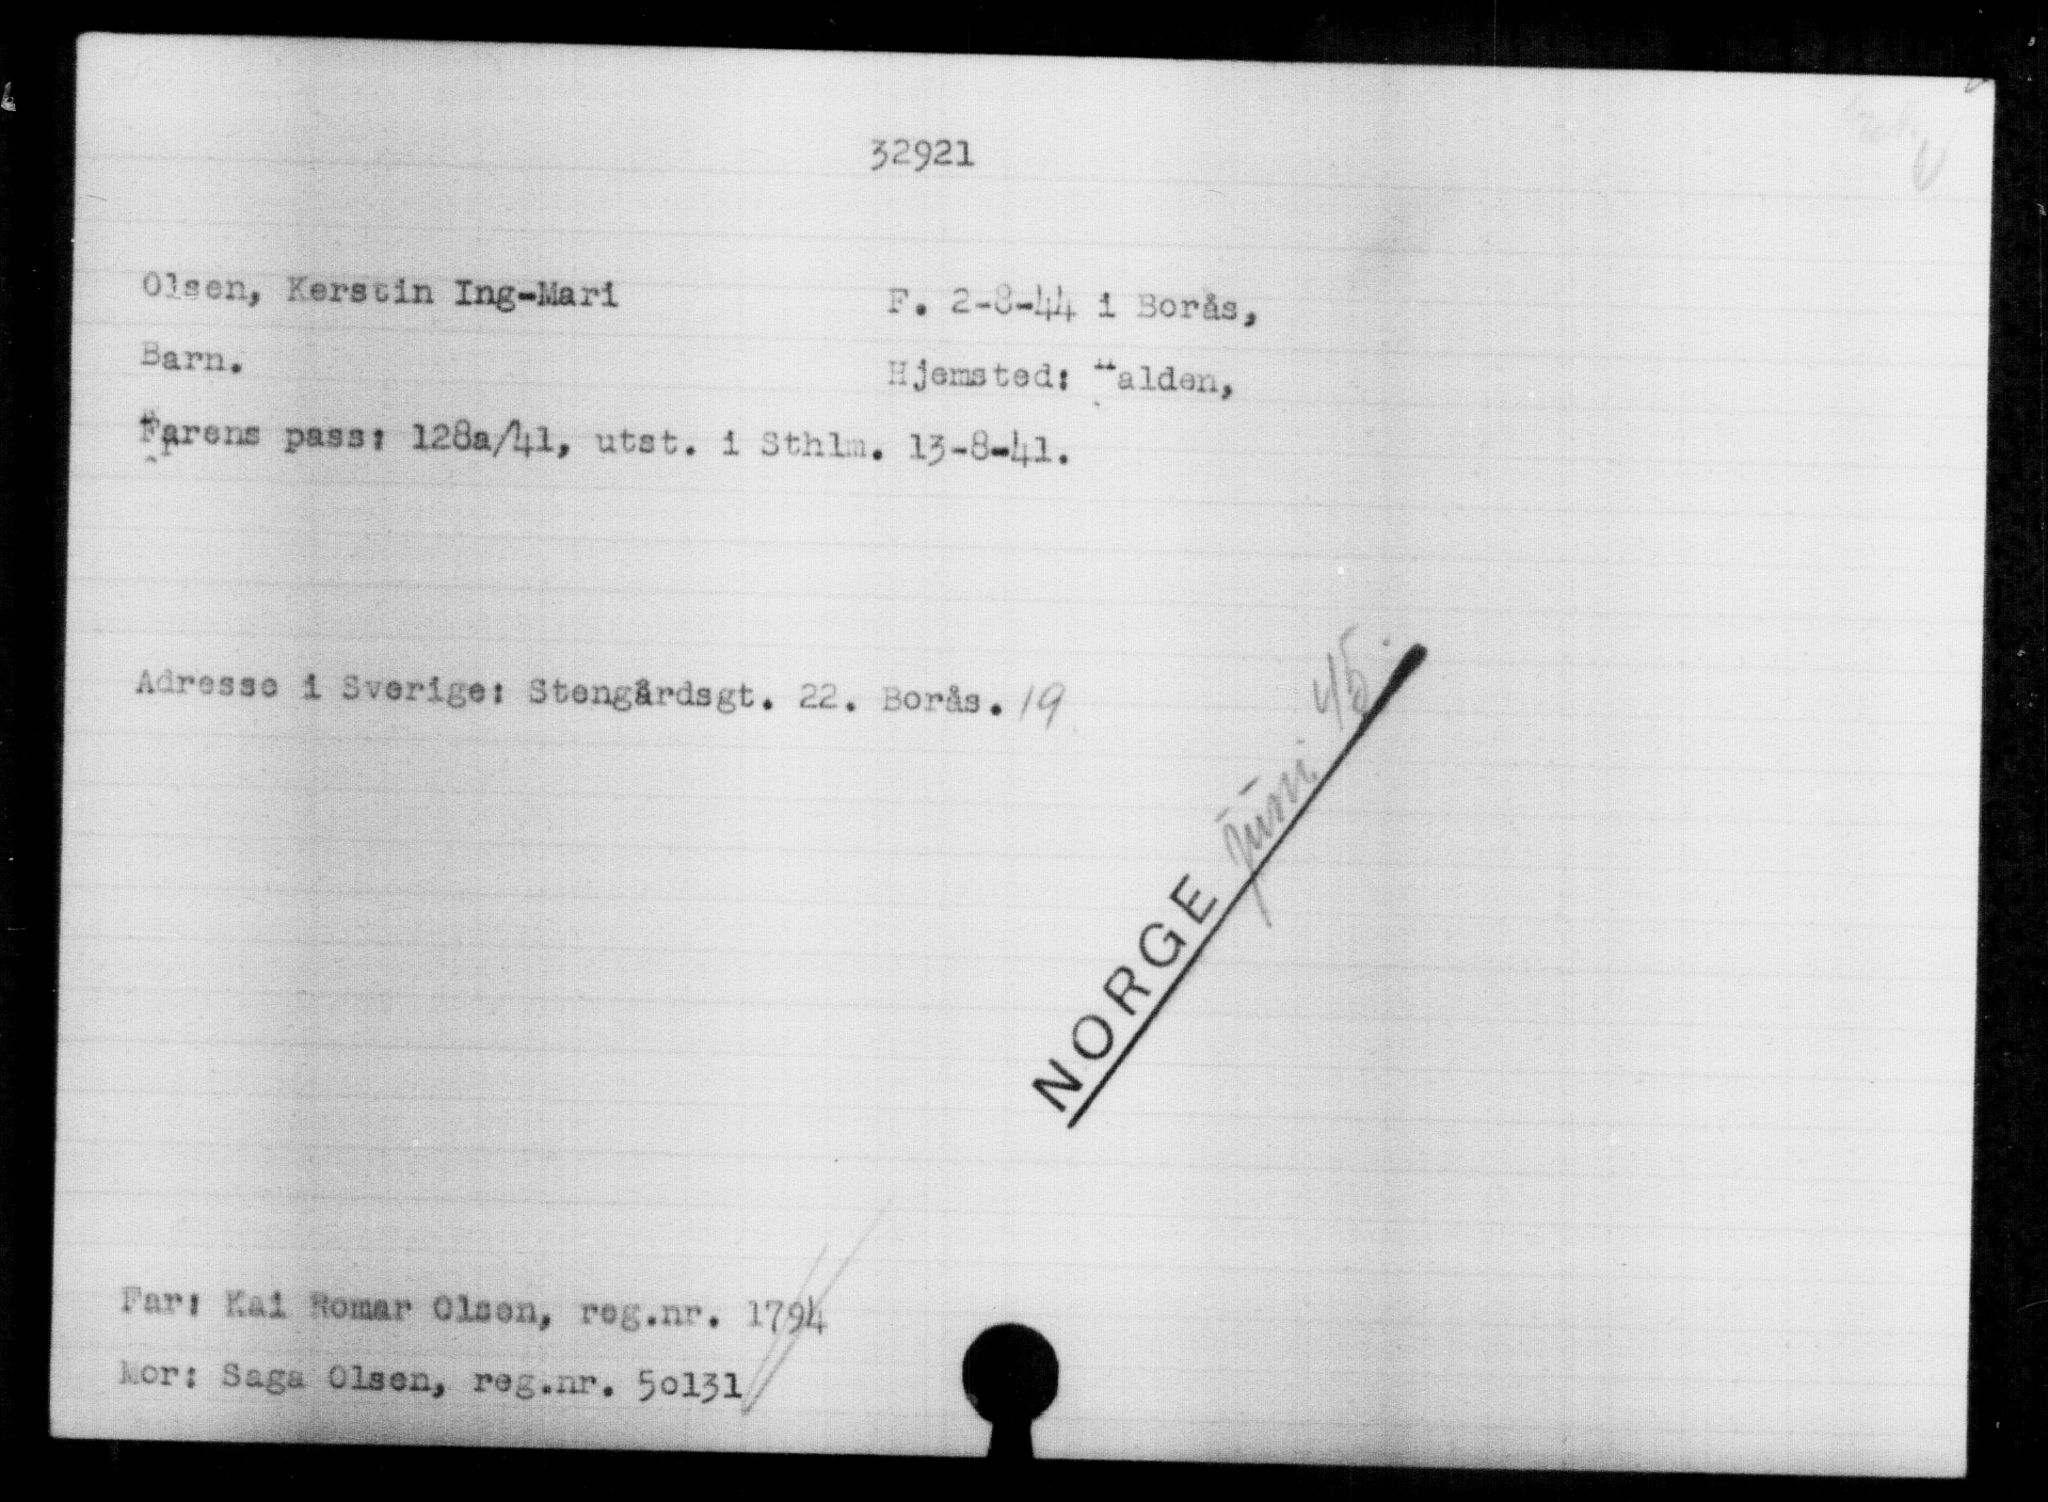 32921
Olsen, Kerstin Ing-Mari F. 2-8-44 i Borås,
Barn. Hjemsted: Halden,
Farens pass: 128a/41, utst. i Sthlm. 13-8-41.
Adresse i Sverige: Stengårdsgt. 22. Borås. 19
NORGE juni 45.
Far: Kai Romar Olsen, reg.nr. 1794
Mor: Saga Olsen, reg.nr. 50131